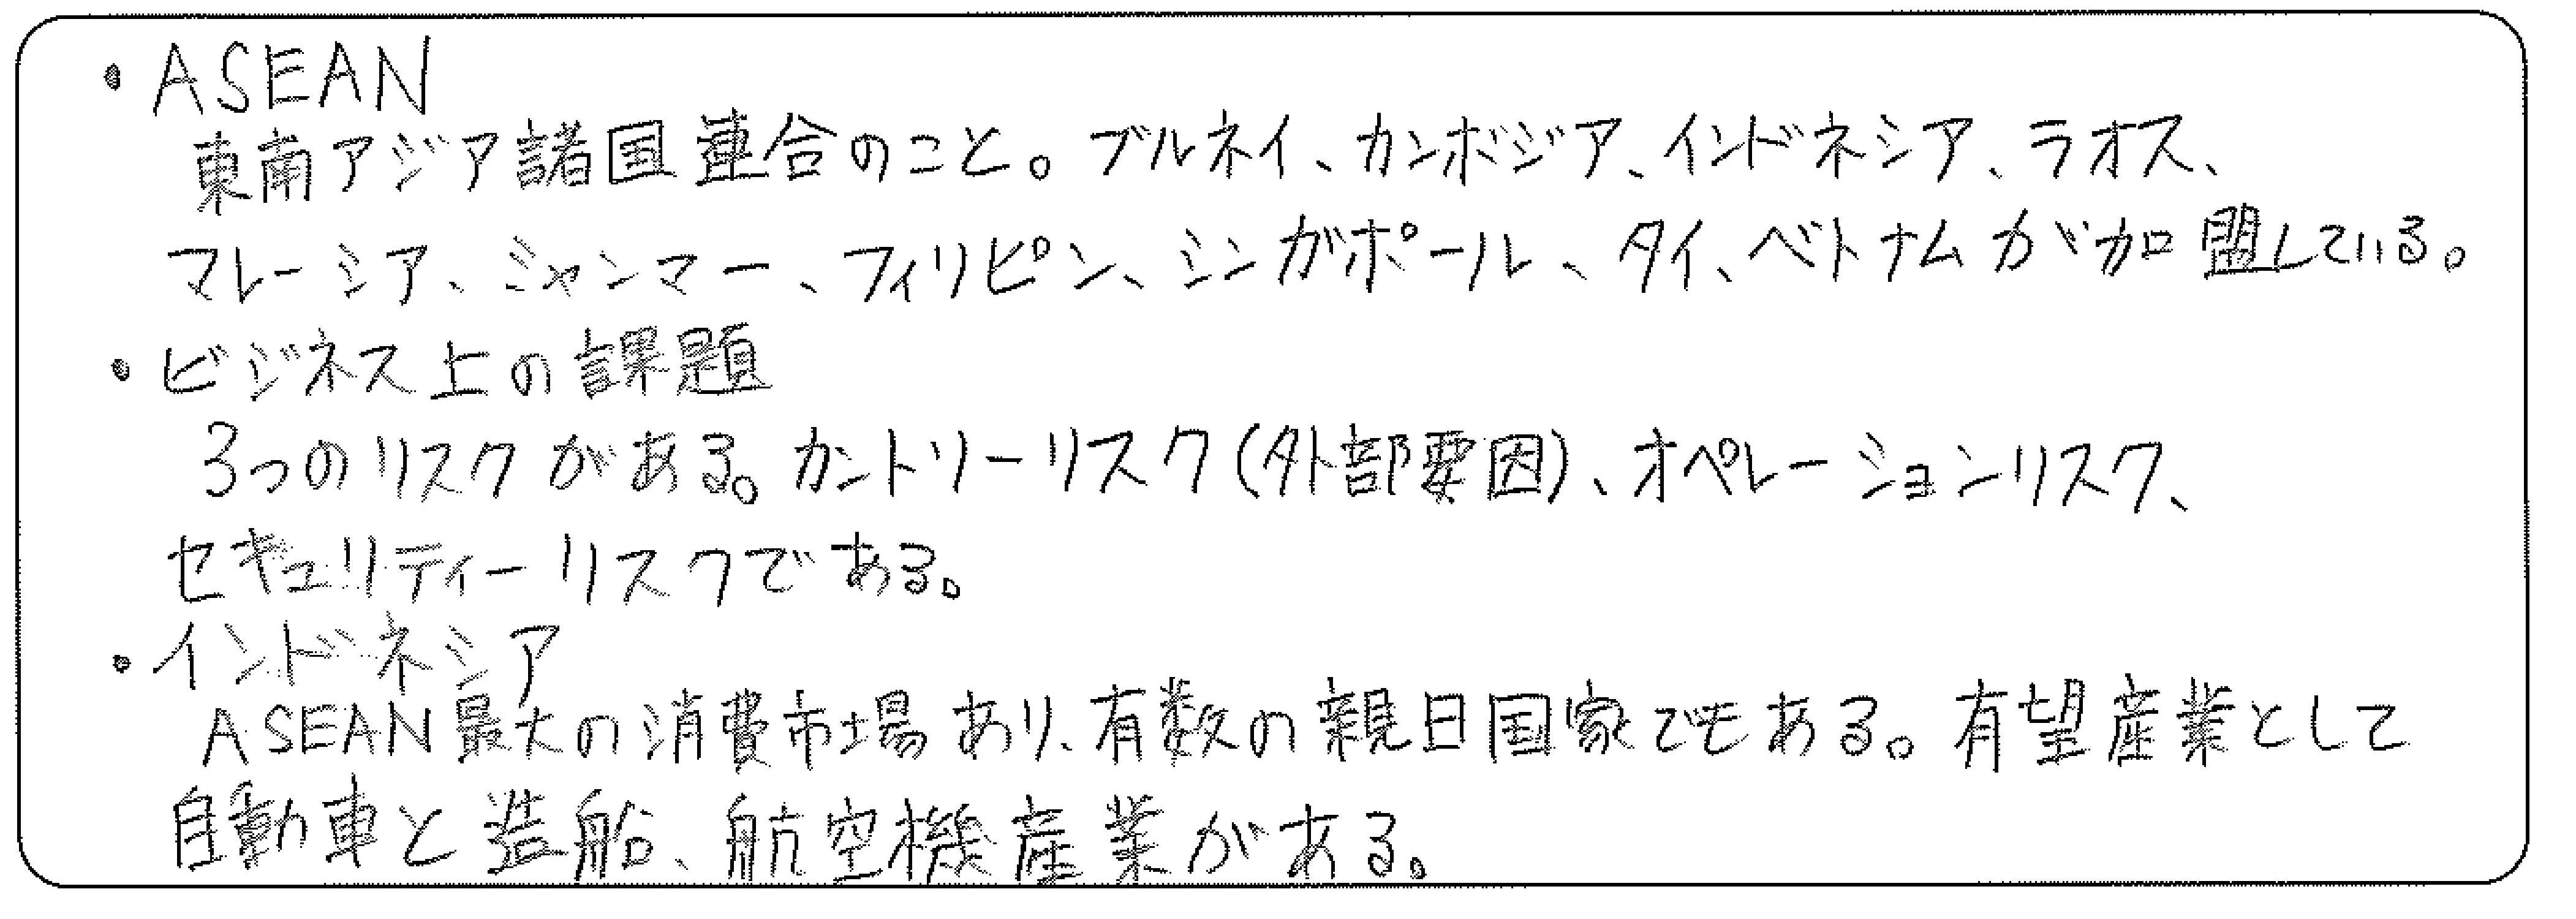 ・ASEAN
東南アジア諸国連合のこと。ブルネイ、カンボジア、インドネシア、ラオス、
マレーシア、ミャンマー、フィリピン、シンガポール、タイ、ベトナムが加盟している。
・ビジネス上の課題
3つのリスクがある。カントリーリスク(外部要因)、オペレーションリスク、
セキュリティーリスクである。
・インドネシア
ASEAN最大の消費市場あり、有数の親日国家でもある。有望産業として
自動車と造船、航空機産業がある。